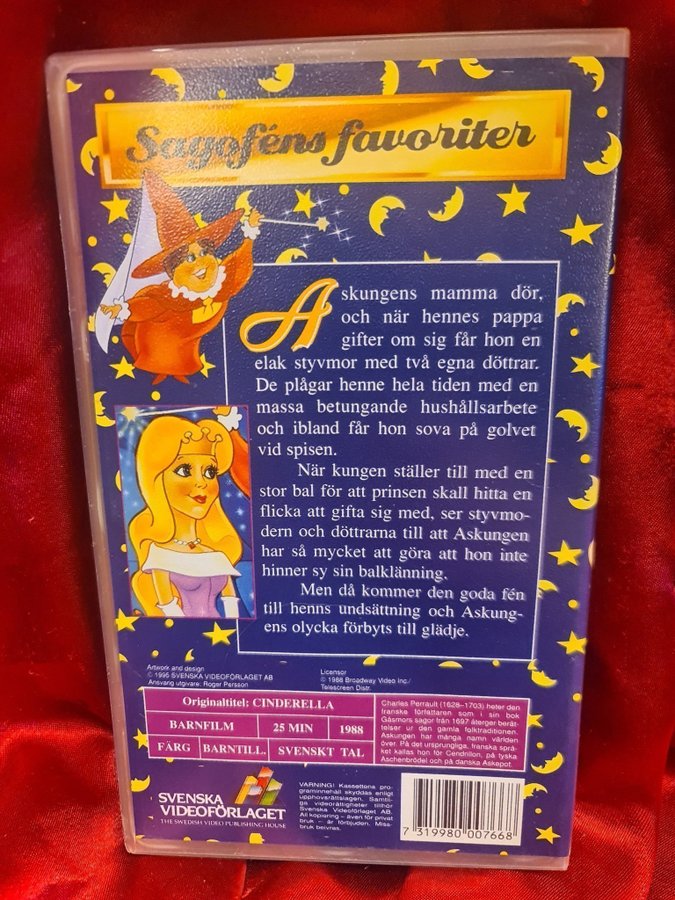 Sagoféns favoriter
Askungens mamma dör,
och när hennes pappa
gifter om sig får hon en
elak styvmor med två egna döttrar.
De plågar henne hela tiden med en
massa betungande hushållsarbete
och ibland får hon sova på golvet
vid spisen.
När kungen ställer till med en
stor bal för att prinsen skall hitta en
flicka att gifta sig med, ser styvmo-
dern och döttrarna till att Askungen
har så mycket att göra att hon inte
hinner sy sin balklänning.
Men då kommer den goda fén
till henns undsättning och Askung-
ens olycka förbyts till glädje.
Artwork and design
© 1995 SVENSKA VIDEOFÖRLAGET AB
Ansvarig utgivare: Roger Persson
Licensor
© 1988 Broadway Video Inc./
Telescreen Distr.
Originaltitel: CINDERELLA
BARNFILM 25 MIN 1988
FÄRG BARNTILL. SVENSKT TAL
Charles Perrault (1628–1703) heter den
franske författaren som i sin bok
Gåsmors sagor från 1697 återger berät-
telser ur den gamla folktraditionen.
Askungen har många namn världen
över. På det ursprungliga, franska språ-
ket kallas hon för Cendrillon, på tyska
Aschenbrödel och på danska Askepot.
SVENSKA
VIDEOFÖRLAGET
THE SWEDISH VIDEO PUBLISHING HOUSE
VARNING! Kassettens pro-
graminnehåll skyddas enligt
upphovsrättslagen. Samtli-
ga videorättigheter tillhör
Svenska Videoförlaget AB.
All kopiering – även för privat
bruk – är förbjuden. Miss-
bruk beivras.
7 319980 007668